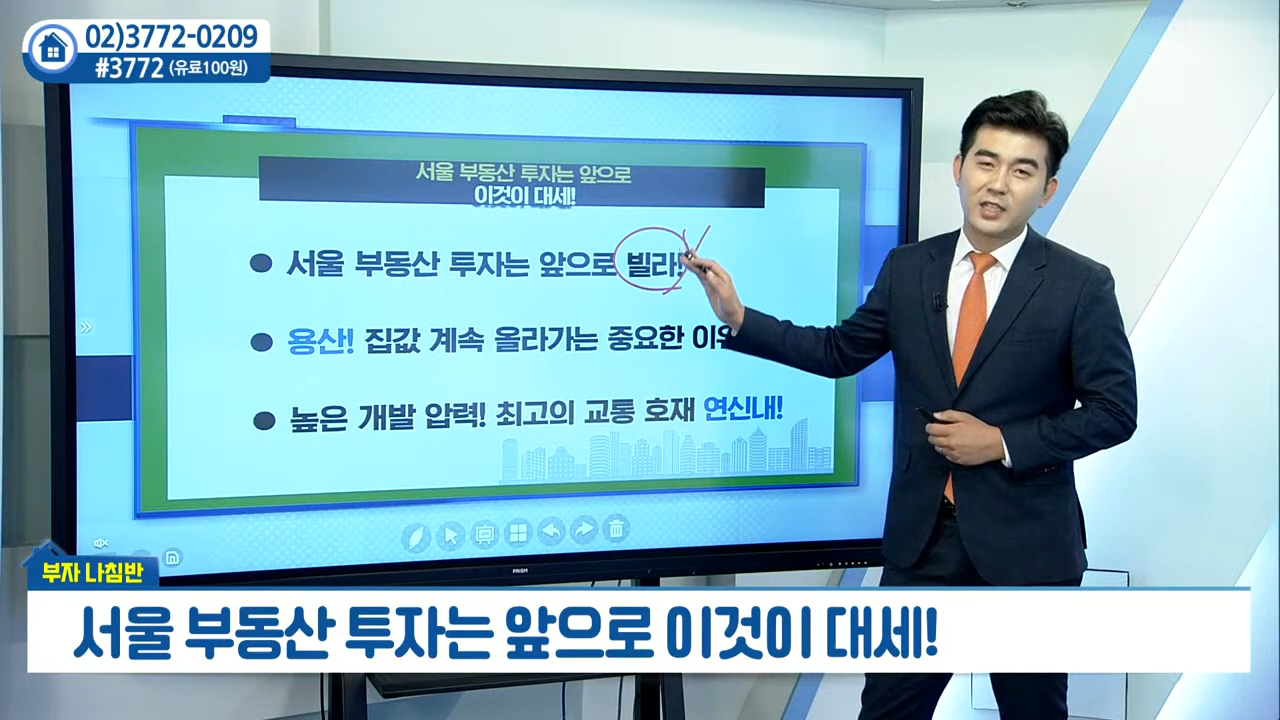 02)3772-0209
#3772 (유료100원)
서울 부동산 투자는 앞으로
이것이 대세!
● 서울 부동산 투자는 앞으로 빌라!
● 용산! 집값 계속 올라가는 중요한
● 높은 개발 압력! 최고의 교통 호재 연신내!
PRISM
부자 나침반
서울 부동산 투자는 앞으로 이것이 대세!